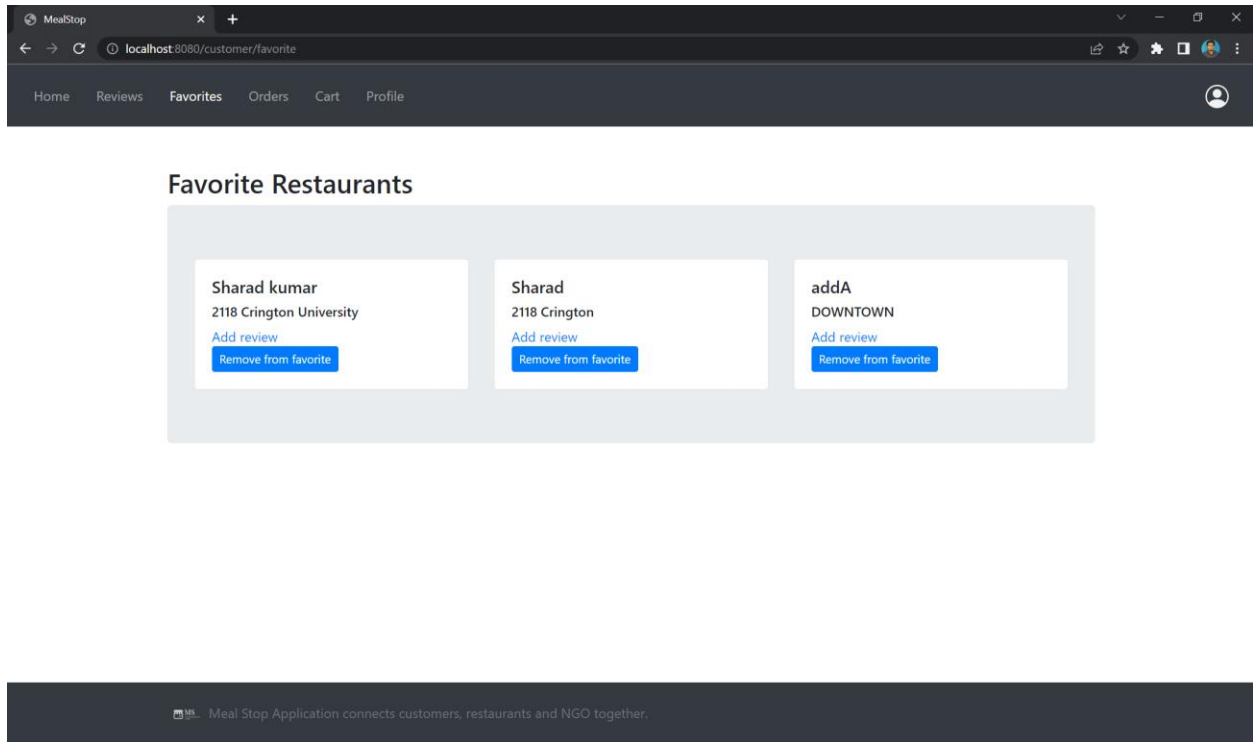 MealStop
localhost:8080/customer/favorite
Home Reviews Favorites Orders Cart Profile
Favorite Restaurants
Sharad kumar
2118 Crington University
Add review
Remove from favorite
Sharad
2118 Crington
Add review
Remove from favorite
addA
DOWNTOWN
Add review
Remove from favorite
MS
Meal Stop Application connects customers, restaurants and NGO together.